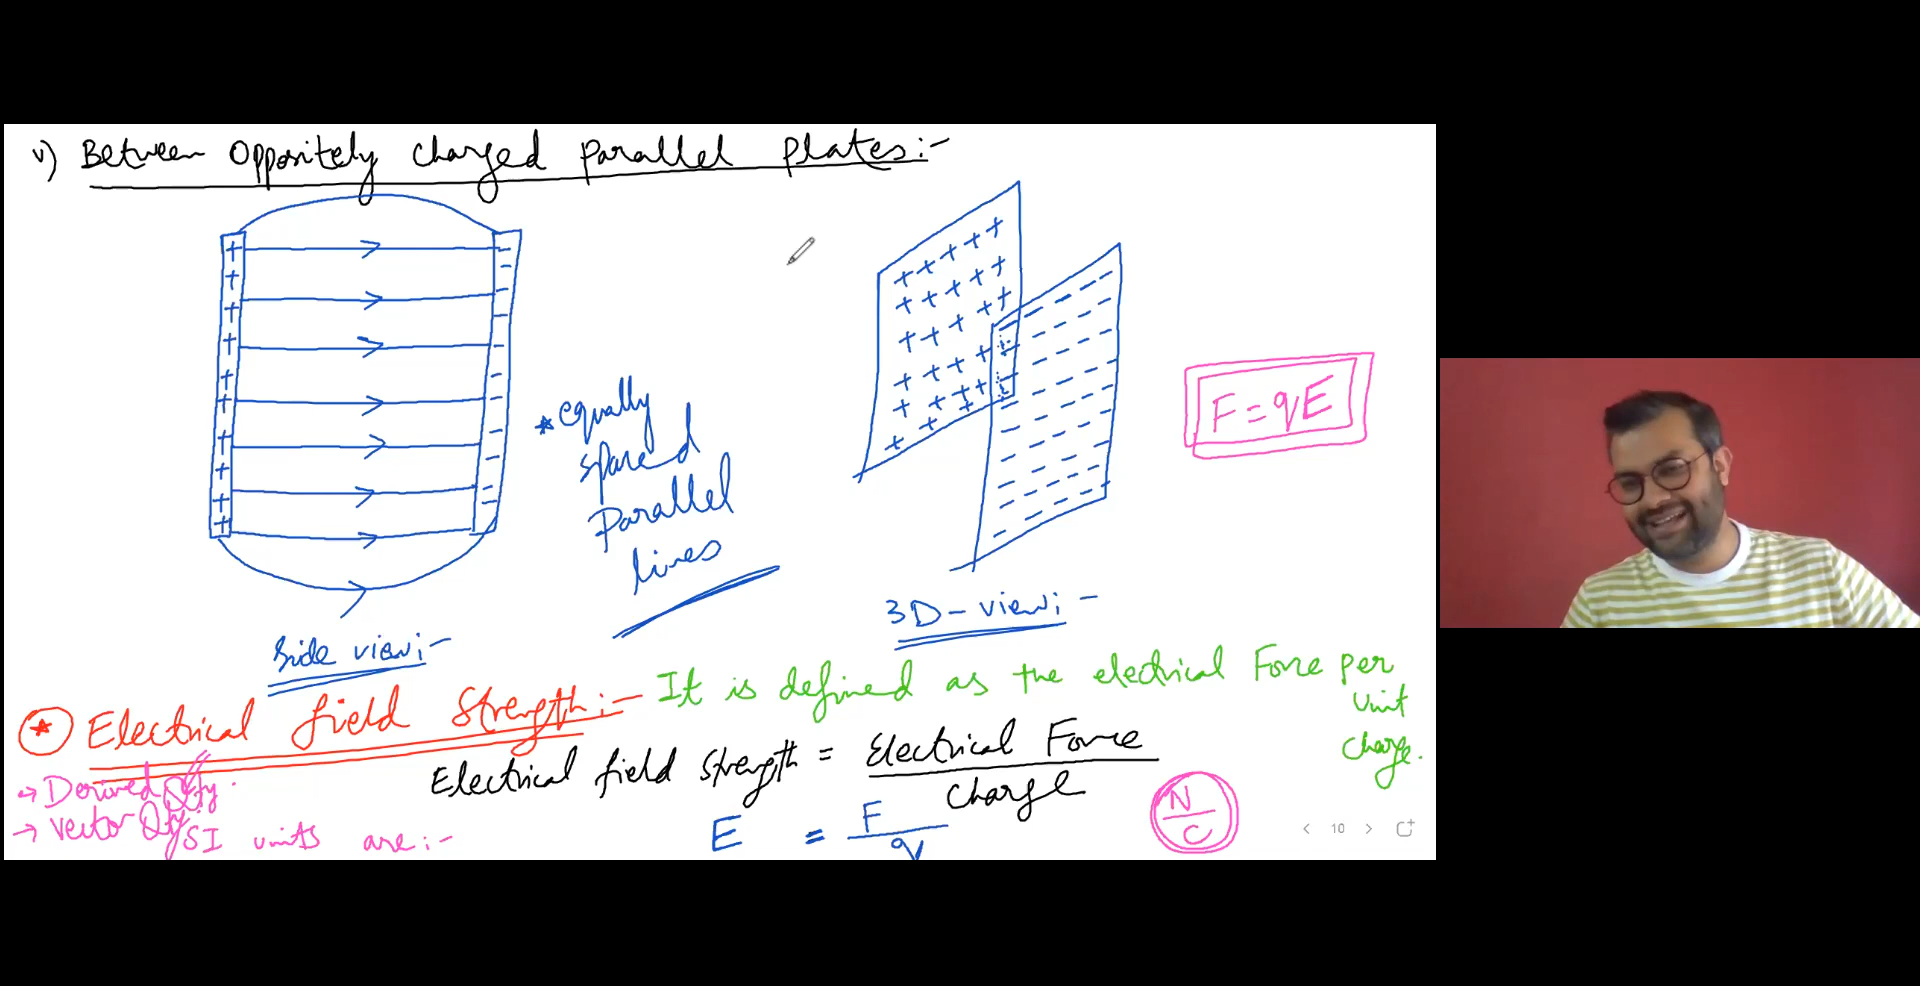 v) Between Oppositely charged parallel plates:-
* equally
spaced
Parallel
lines
F = qE
Side view:-
3D-view:-
* Electrical field Strength:- It is defined as the electrical Force per
unit
charge.
Electrical field Strength = Electrical Force
Charge
→ Derived Qty.
→ Vector Qty
SI units are:-
N
C
E = F
q
< 10 >